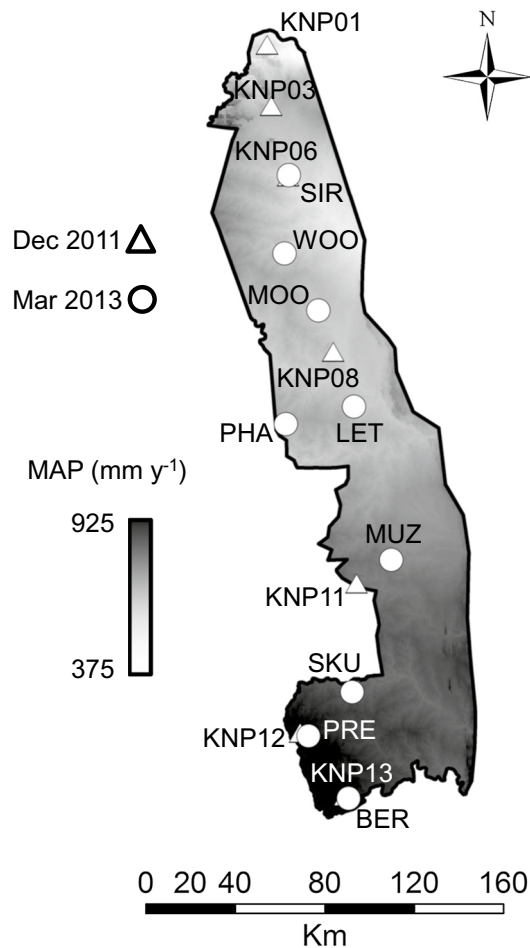 KNP01
N
KNP03
KNP06
SIR
Dec 2011
WOO
Mar 2013
MOO
KNP08
PHA
LET
MAP (mm y⁻¹)
925
375
MUZ
KNP11
SKU
KNP12
PRE
KNP13
BER
0 20 40 80 120 160
Km